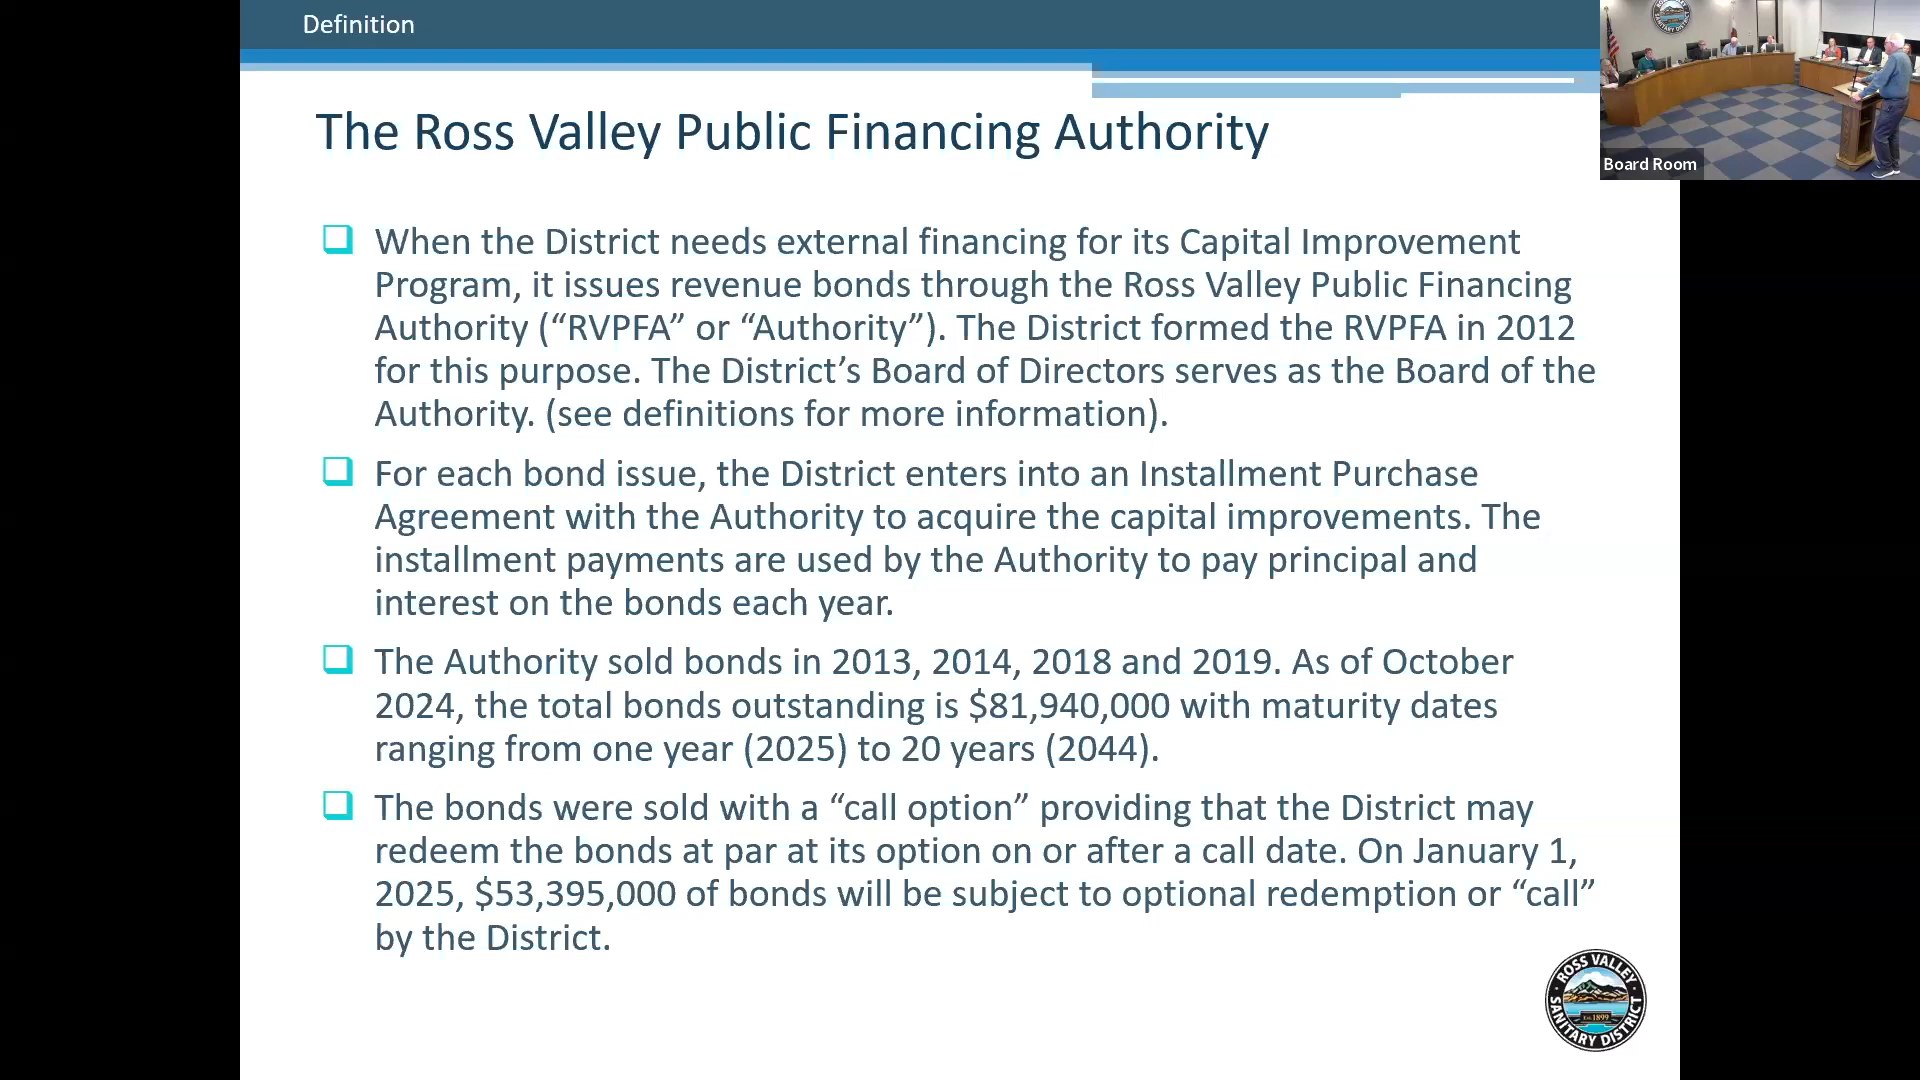 Definition
The Ross Valley Public Financing Authority
When the District needs external financing for its Capital Improvement
Program, it issues revenue bonds through the Ross Valley Public Financing
Authority (“RVPFA” or “Authority”). The District formed the RVPFA in 2012
for this purpose. The District’s Board of Directors serves as the Board of the
Authority. (see definitions for more information).
For each bond issue, the District enters into an Installment Purchase
Agreement with the Authority to acquire the capital improvements. The
installment payments are used by the Authority to pay principal and
interest on the bonds each year.
The Authority sold bonds in 2013, 2014, 2018 and 2019. As of October
2024, the total bonds outstanding is $81,940,000 with maturity dates
ranging from one year (2025) to 20 years (2044).
The bonds were sold with a “call option” providing that the District may
redeem the bonds at par at its option on or after a call date. On January 1,
2025, $53,395,000 of bonds will be subject to optional redemption or “call”
by the District.
Board Room
ROSS VALLEY
Est. 1899
SANITARY DISTRICT